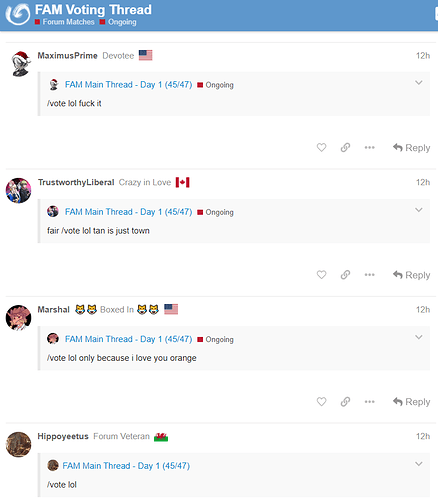 FAM Voting Thread
Forum Matches Ongoing
MaximusPrime Devotee 12h
FAM Main Thread - Day 1 (45/47) Ongoing
/vote lol fuck it
Reply
TrustworthyLiberal Crazy in Love 12h
FAM Main Thread - Day 1 (45/47) Ongoing
fair /vote lol tan is just town
Reply
Marshal Boxed In 12h
FAM Main Thread - Day 1 (45/47) Ongoing
/vote lol only because i love you orange
Reply
Hippoyeetus Forum Veteran 12h
FAM Main Thread - Day 1 (45/47)
/vote lol